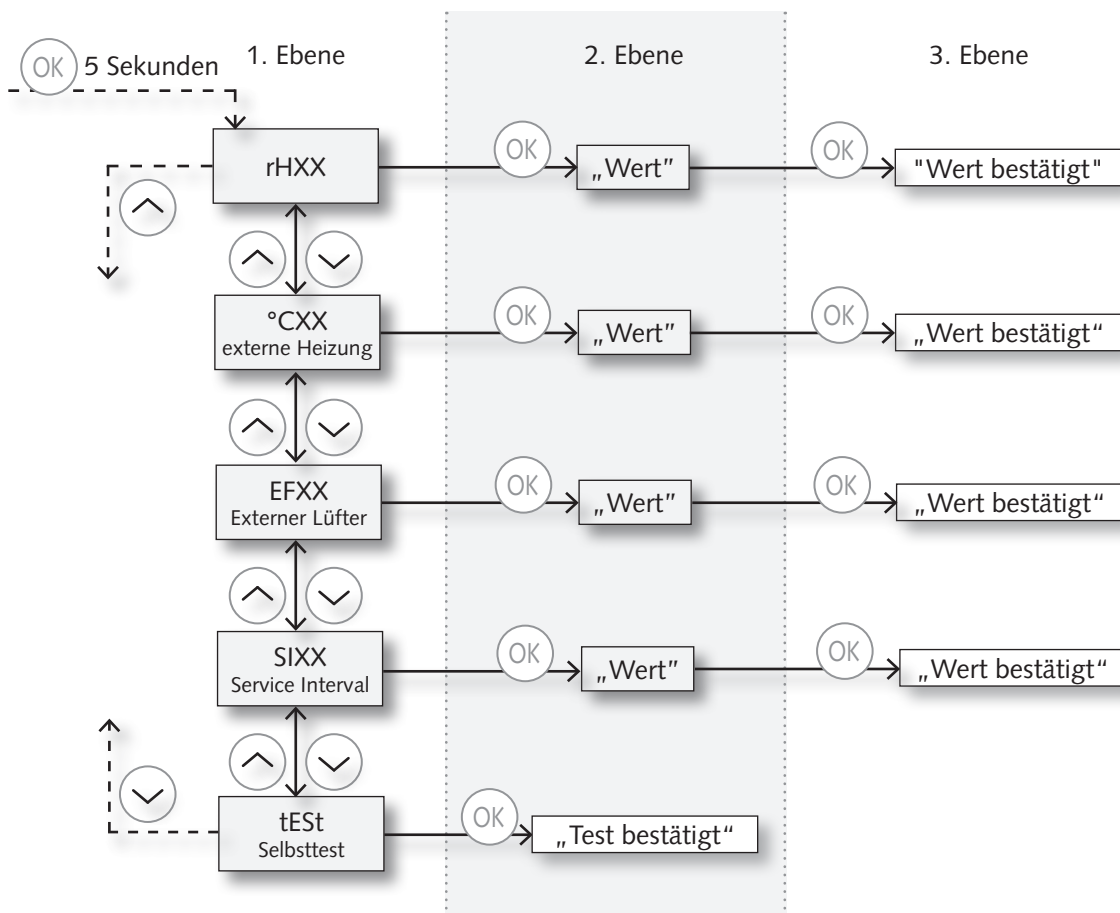 1. Ebene
2. Ebene
3. Ebene
OK 5 Sekunden
rHXX
OK
„Wert”
OK
"Wert bestätigt"
°CXX
externe Heizung
OK
„Wert”
OK
„Wert bestätigt“
EFXX
Externer Lüfter
OK
„Wert”
OK
„Wert bestätigt“
SIXX
Service Interval
OK
„Wert”
OK
„Wert bestätigt“
tESt
Selbsttest
OK
„Test bestätigt“